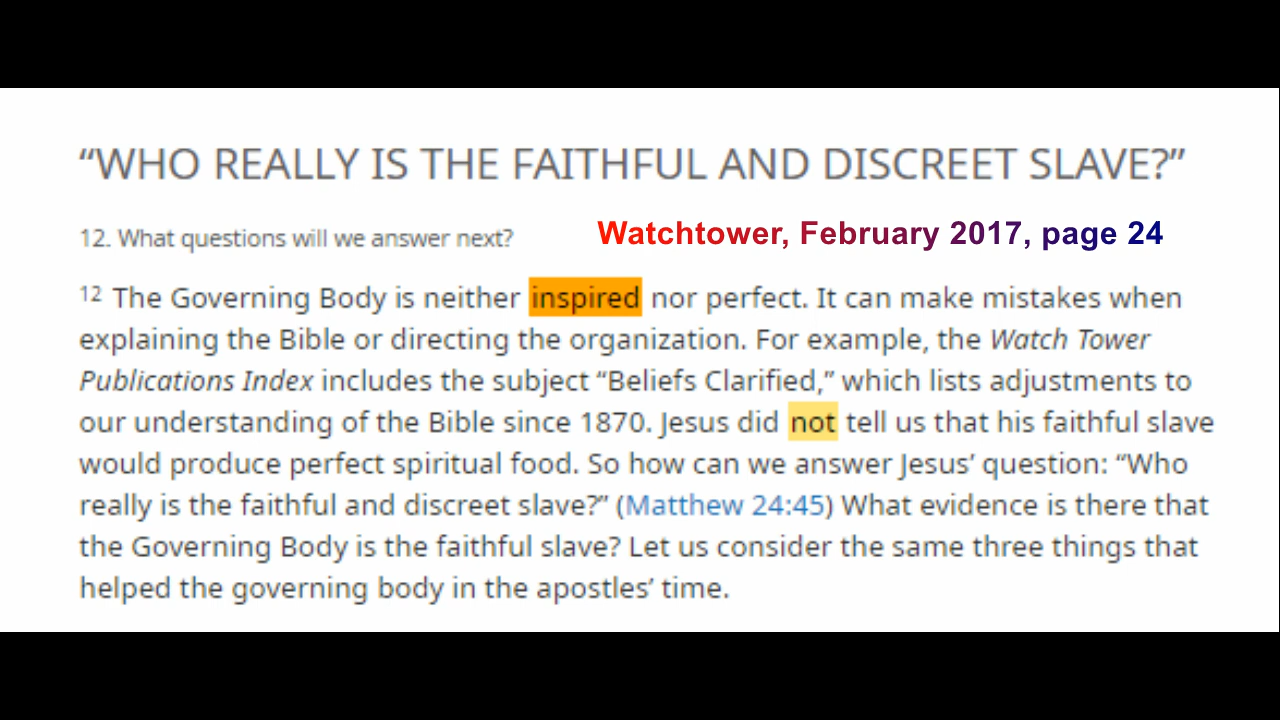 “WHO REALLY IS THE FAITHFUL AND DISCREET SLAVE?”
12. What questions will we answer next?
Watchtower, February 2017, page 24
12 The Governing Body is neither inspired nor perfect. It can make mistakes when
explaining the Bible or directing the organization. For example, the Watch Tower
Publications Index includes the subject “Beliefs Clarified,” which lists adjustments to
our understanding of the Bible since 1870. Jesus did not tell us that his faithful slave
would produce perfect spiritual food. So how can we answer Jesus’ question: “Who
really is the faithful and discreet slave?” (Matthew 24:45) What evidence is there that
the Governing Body is the faithful slave? Let us consider the same three things that
helped the governing body in the apostles’ time.